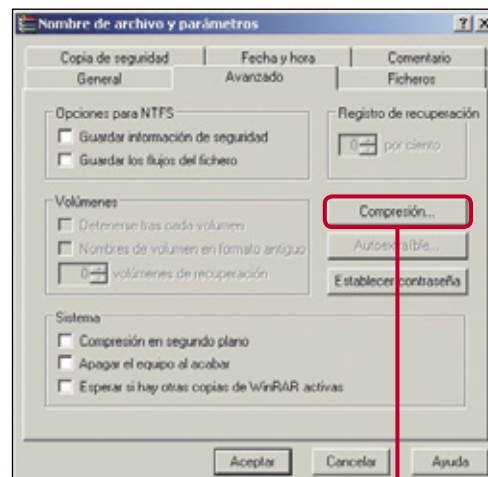 Nombre de archivo y parámetros
Copia de seguridad Fecha y hora Comentario
General Avanzado Ficheros
Opciones para NTFS
Guardar información de seguridad
Guardar los flujos del fichero
Registro de recuperación
0 por ciento
Volúmenes
Detenerse tras cada volumen
Nombres de volumen en formato antiguo
0 volúmenes de recuperación
Compresión...
Autoextraíble...
Establecer contraseña
Sistema
Compresión en segundo plano
Apagar el equipo al acabar
Esperar si hay otras copias de WinRAR activas
Aceptar Cancelar Ayuda